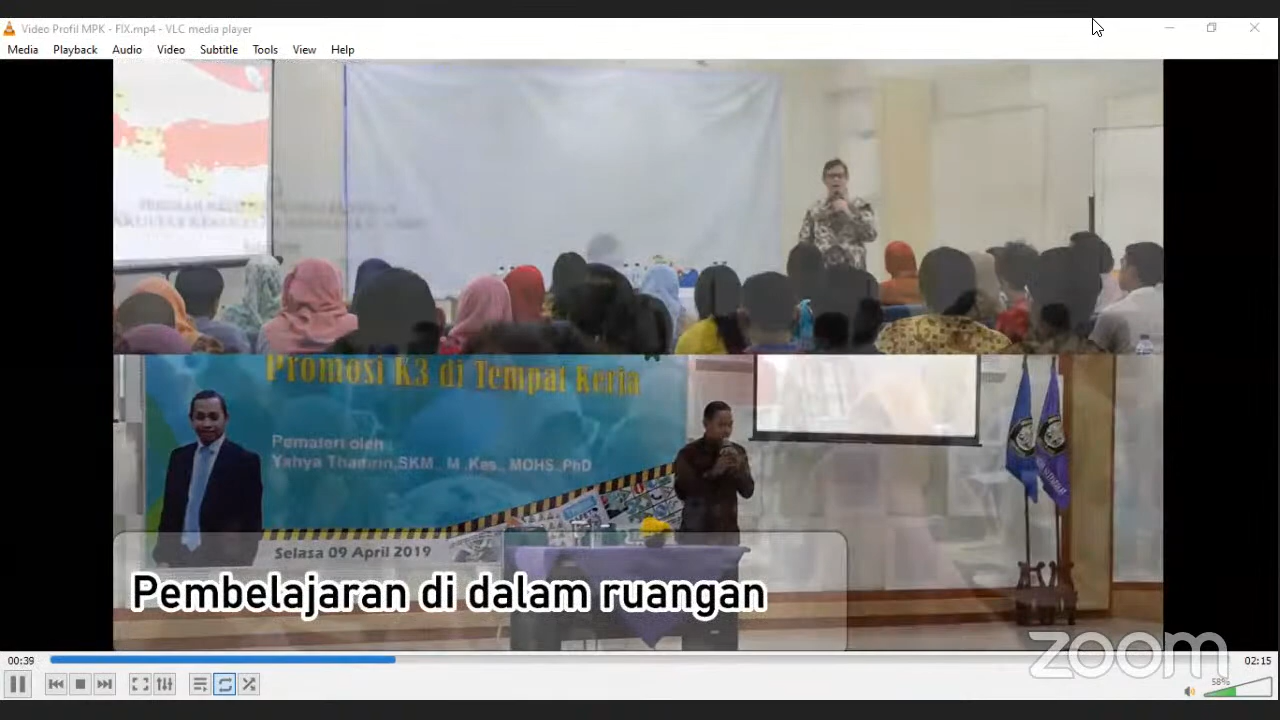 Video Profil MPK - FIX.mp4 - VLC media player
Media Playback Audio Video Subtitle Tools View Help
Promosi K3 di Tempat Kerja
Pemateri oleh :
Yahya Thamrin,SKM., M .Kes., MOHS.,PhD
Selasa 09 April 2019
Pembelajaran di dalam ruangan
zoom
00:39
02:15
58%